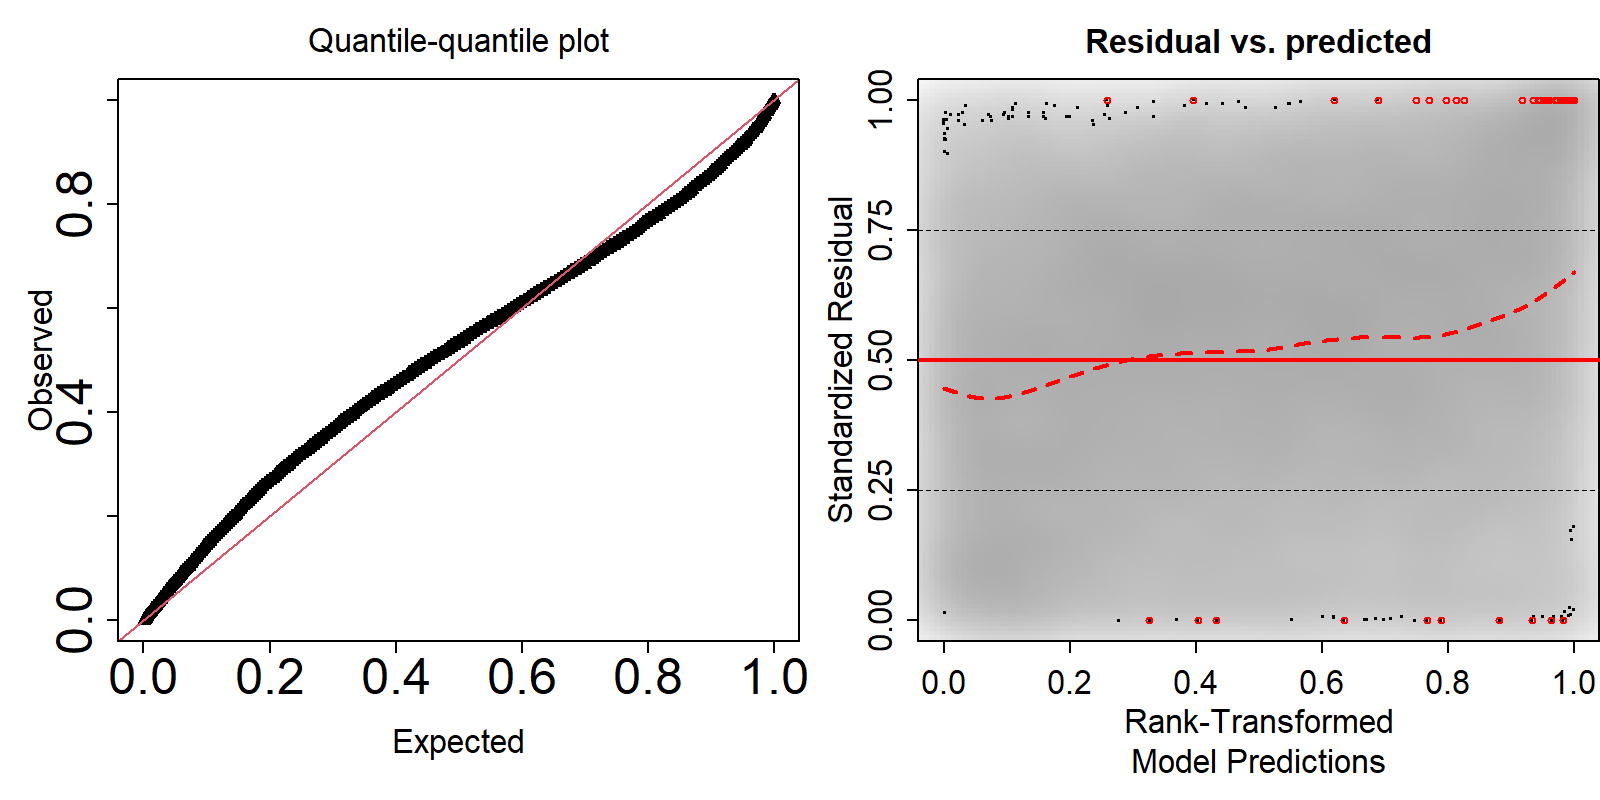 Quantile-quantile plot
Observed
0.0
0.4
0.8
0.0 0.2 0.4 0.6 0.8 1.0
Expected
Residual vs. predicted
Standardized Residual
0.00
0.25
0.50
0.75
1.00
0.0 0.2 0.4 0.6 0.8 1.0
Rank-Transformed
Model Predictions